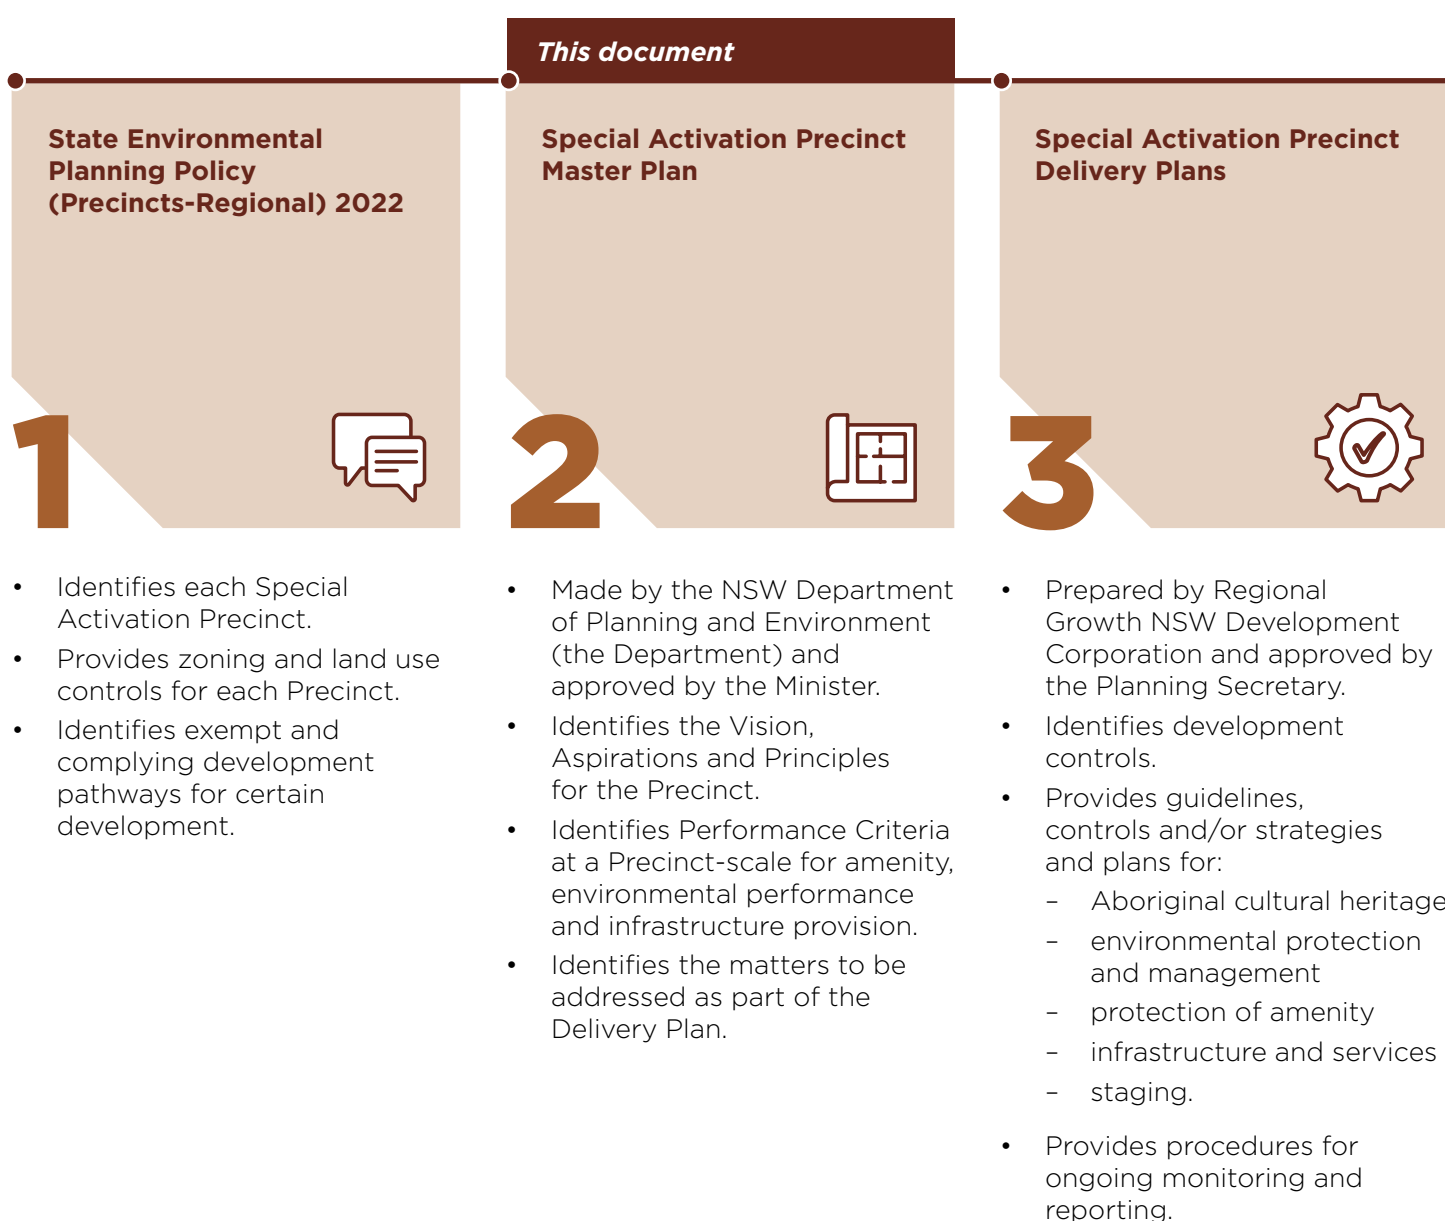 This document
State Environmental
Planning Policy
(Precincts-Regional) 2022
1
• Identifies each Special
Activation Precinct.
• Provides zoning and land use
controls for each Precinct.
• Identifies exempt and
complying development
pathways for certain
development.
Special Activation Precinct
Master Plan
2
• Made by the NSW Department
of Planning and Environment
(the Department) and
approved by the Minister.
• Identifies the Vision,
Aspirations and Principles
for the Precinct.
• Identifies Performance Criteria
at a Precinct-scale for amenity,
environmental performance
and infrastructure provision.
• Identifies the matters to be
addressed as part of the
Delivery Plan.
Special Activation Precinct
Delivery Plans
3
• Prepared by Regional
Growth NSW Development
Corporation and approved by
the Planning Secretary.
• Identifies development
controls.
• Provides guidelines,
controls and/or strategies
and plans for:
– Aboriginal cultural heritage
– environmental protection
and management
– protection of amenity
– infrastructure and services
– staging.
• Provides procedures for
ongoing monitoring and
reporting.